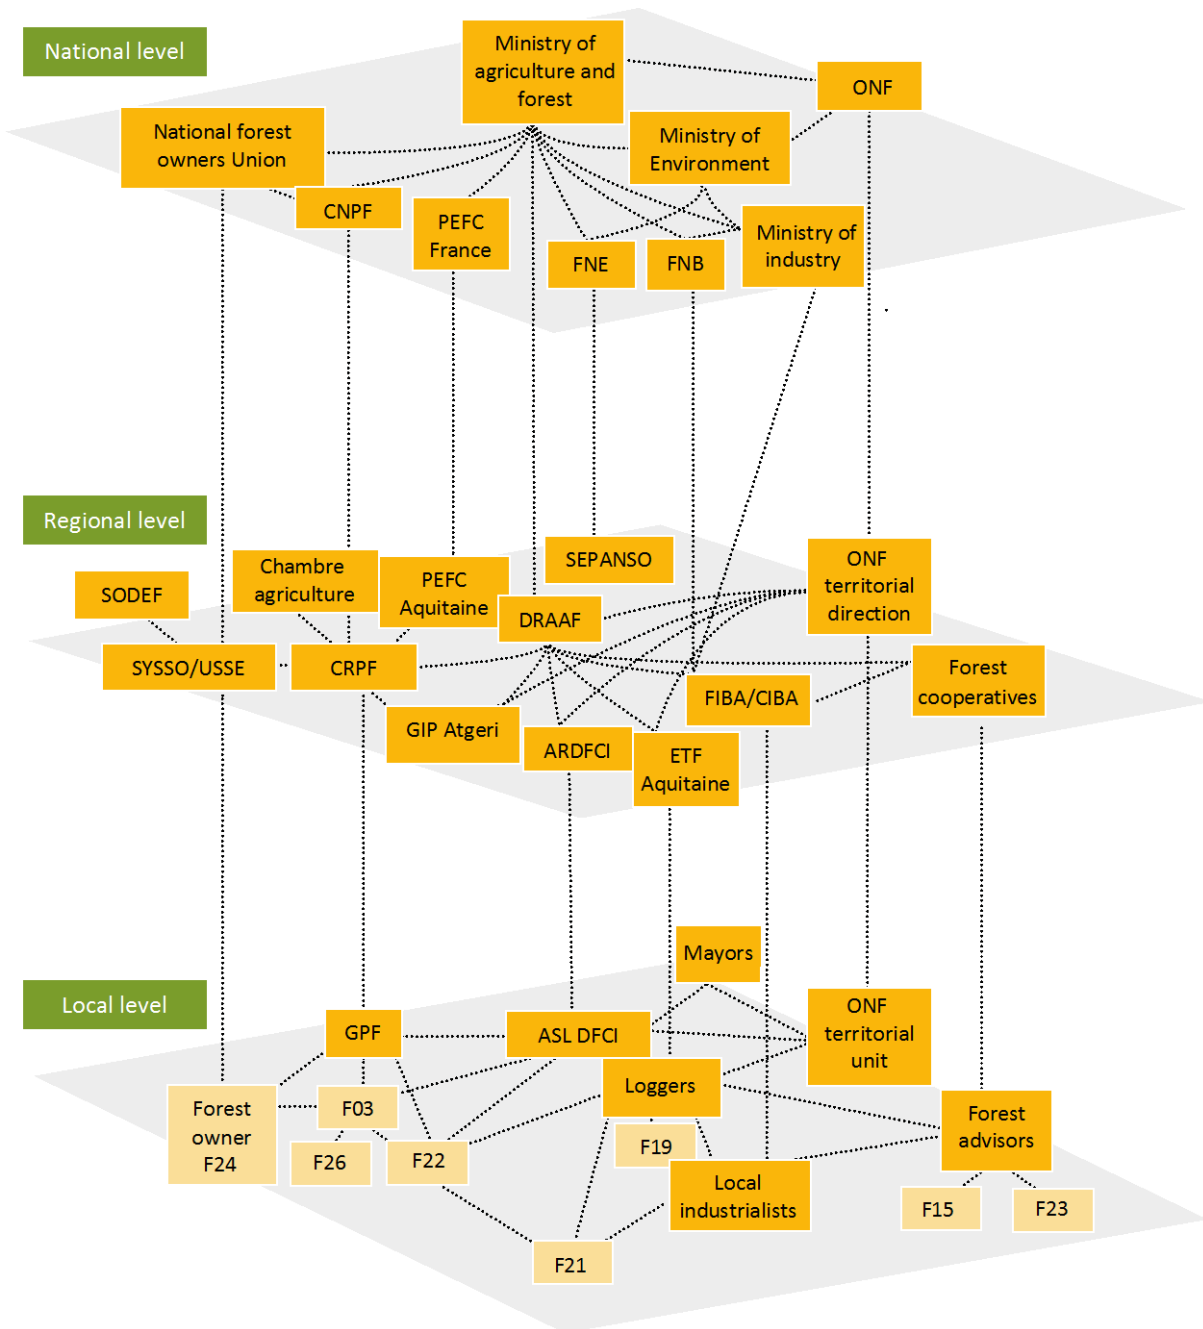 National level
Ministry of
agriculture and
forest
ONF
National forest
owners Union
Ministry of
Environment
CNPF
PEFC
France
FNE
FNB
Ministry of
industry
Regional level
SODEF
Chambre
agriculture
PEFC
Aquitaine
SEPANSO
DRAAF
ONF
territorial
direction
SYSSO/USSE
CRPF
GIP Atgeri
ARDFCI
ETF
Aquitaine
FIBA/CIBA
Forest
cooperatives
Local level
Mayors
GPF
ASL DFCI
ONF
territorial
unit
Loggers
Forest
owner
F24
F03
F26
F22
F19
Local
industrialists
Forest
advisors
F15
F23
F21